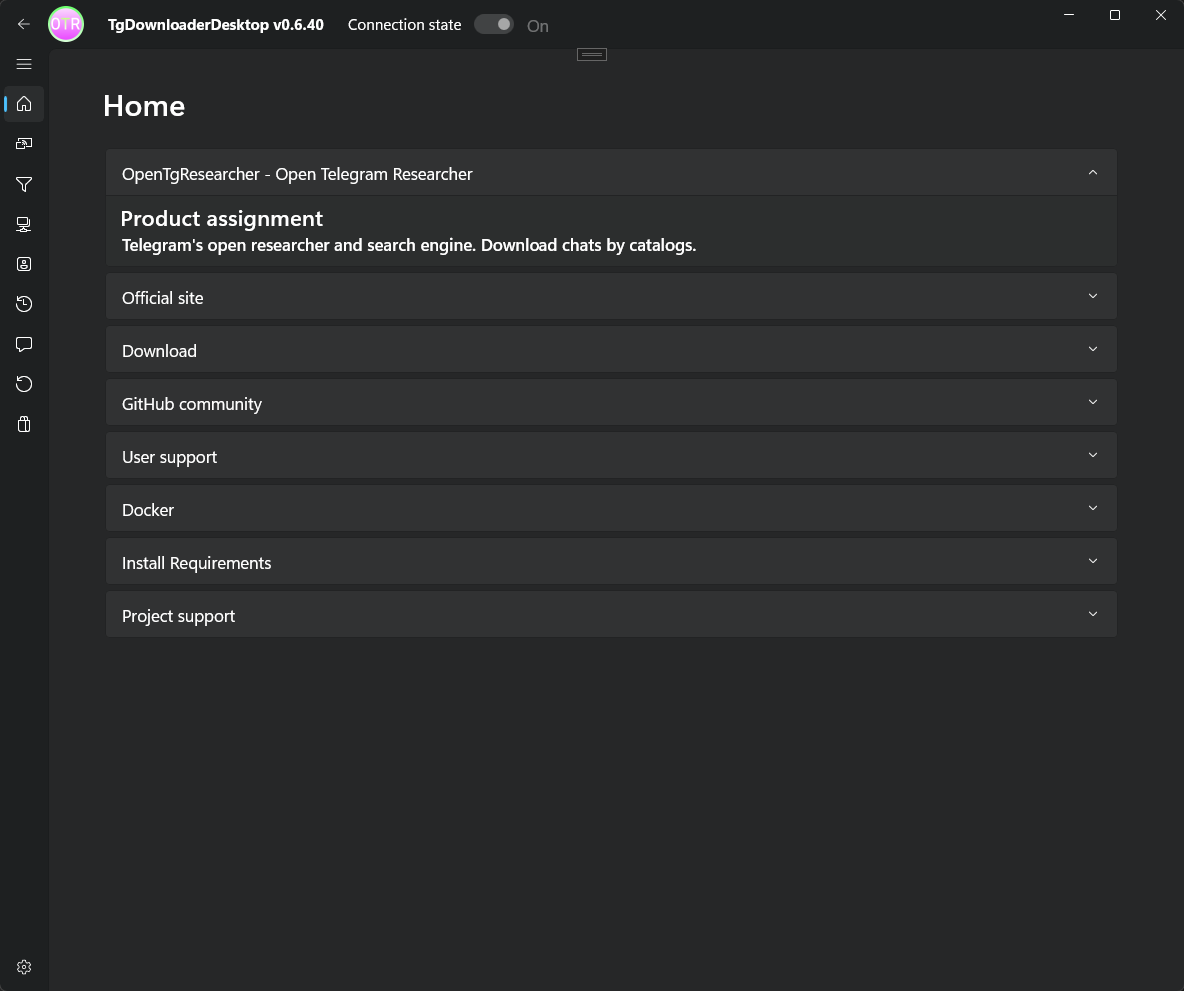 OTR
TgDownloaderDesktop v0.6.40 Connection state On
Home
OpenTgResearcher - Open Telegram Researcher
Product assignment
Telegram's open researcher and search engine. Download chats by catalogs.
Official site
Download
GitHub community
User support
Docker
Install Requirements
Project support